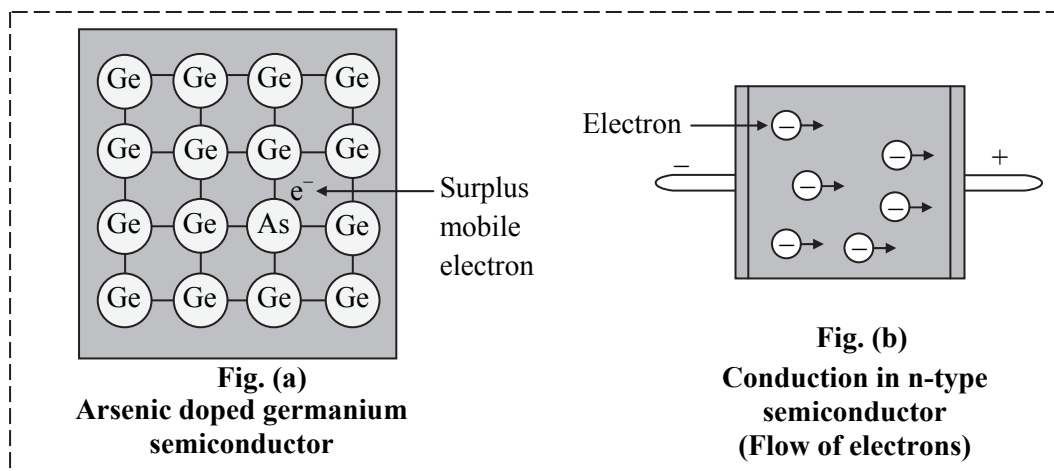 Ge Ge Ge Ge
Ge Ge Ge Ge
e⁻
Ge Ge As Ge
Ge Ge Ge Ge
Surplus
mobile
electron
Fig. (a)
Arsenic doped germanium
semiconductor
Electron
−
+
− − − − − −
Fig. (b)
Conduction in n-type
semiconductor
(Flow of electrons)